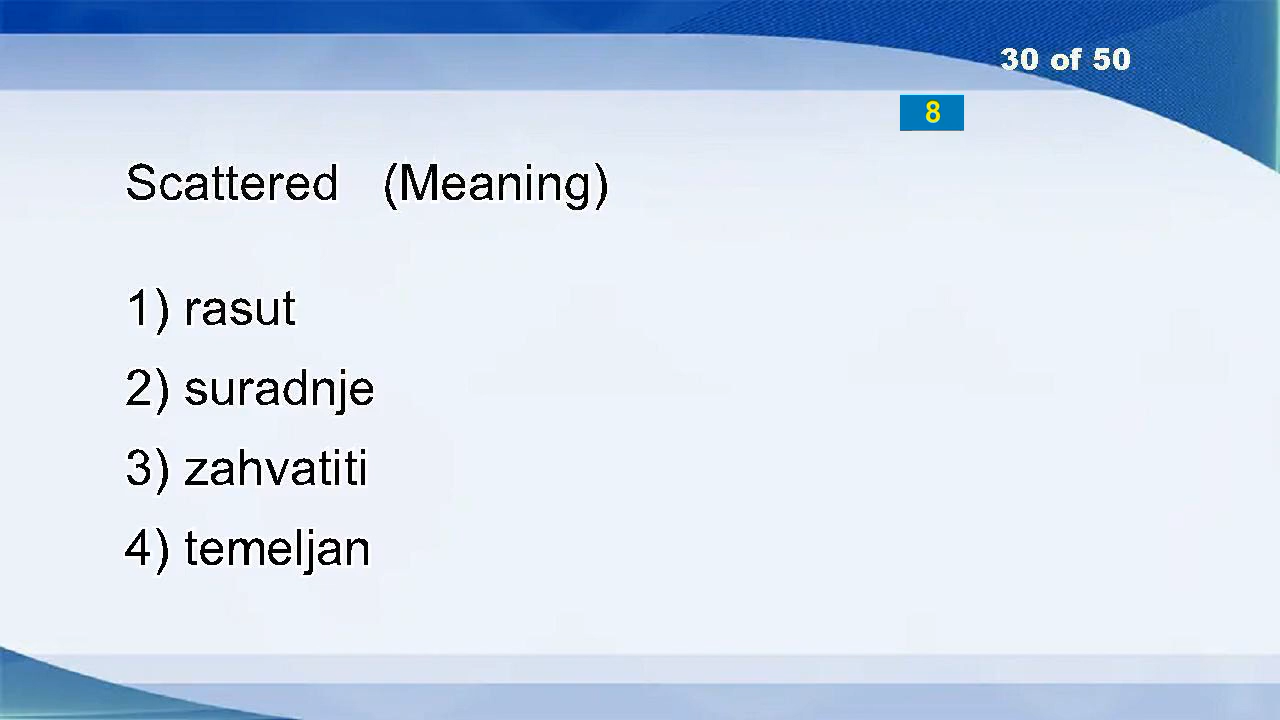 30 of 50
8
Scattered (Meaning)
1) rasut
2) suradnje
3) zahvatiti
4) temeljan